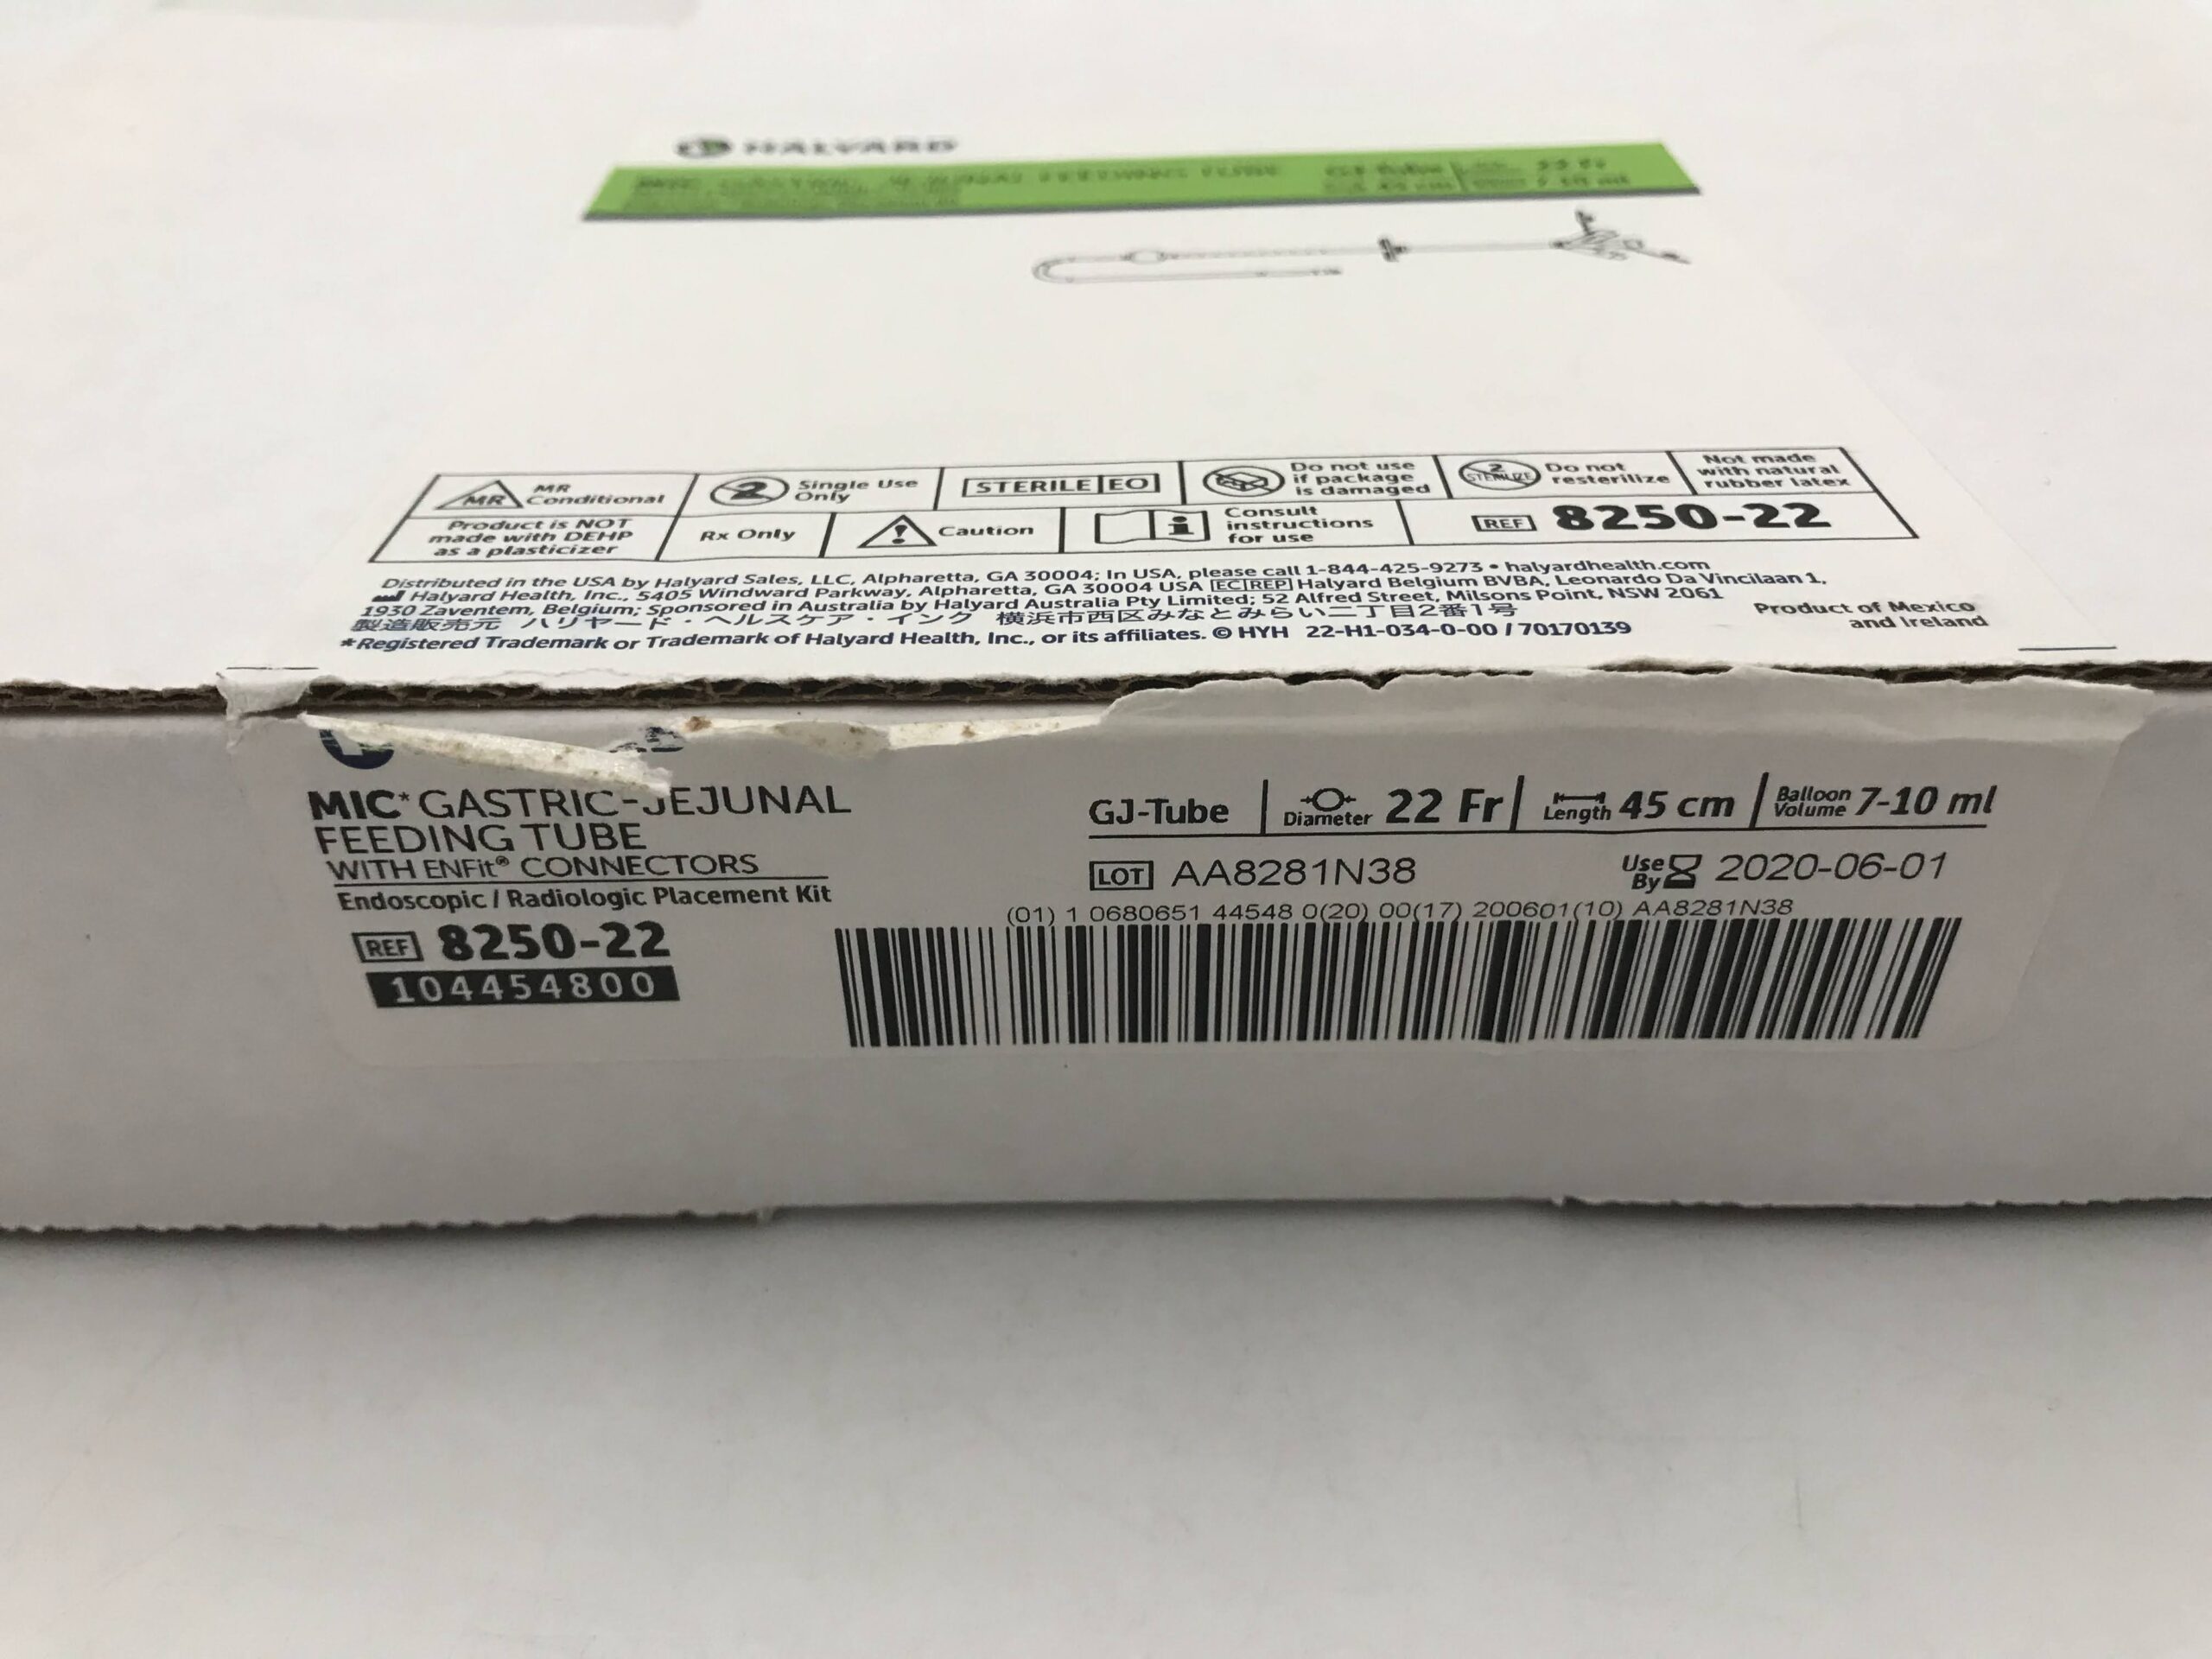 HALVARD
GJ-Tube 22 Fr
MR
MR
Conditional
2
Single Use
Only
STERILE EO
Do not use
if package
is damaged
2
STERILIZE
Do not
resterilize
Not made
with natural
rubber latex
Product is NOT
made with DEHP
as a plasticizer
Rx Only
Caution
Consult
instructions
for use
REF 8250-22
Distributed in the USA by Halyard Sales, LLC, Alpharetta, GA 30004; In USA, please call 1-844-425-9273 • halyardhealth.com
Halyard Health, Inc., 5405 Windward Parkway, Alpharetta, GA 30004 USA EC REP Halyard Belgium BVBA, Leonardo Da Vincilaan 1,
1930 Zaventem, Belgium; Sponsored in Australia by Halyard Australia Pty Limited; 52 Alfred Street, Milsons Point, NSW 2061
製造販売元 ハリヤード・ヘルスケア・インク 横浜市西区みなとみらい二丁目2番1号
*Registered Trademark or Trademark of Halyard Health, Inc., or its affiliates. © HYH 22-H1-034-0-00 / 70170139
Product of Mexico
and Ireland
MIC* GASTRIC-JEJUNAL
FEEDING TUBE
WITH ENFit® CONNECTORS
Endoscopic / Radiologic Placement Kit
REF 8250-22
104454800
GJ-Tube Diameter 22 Fr Length 45 cm Balloon Volume 7-10 ml
LOT AA8281N38 Use By 2020-06-01
(01) 1 0680651 44548 0(20) 00(17) 200601(10) AA8281N38